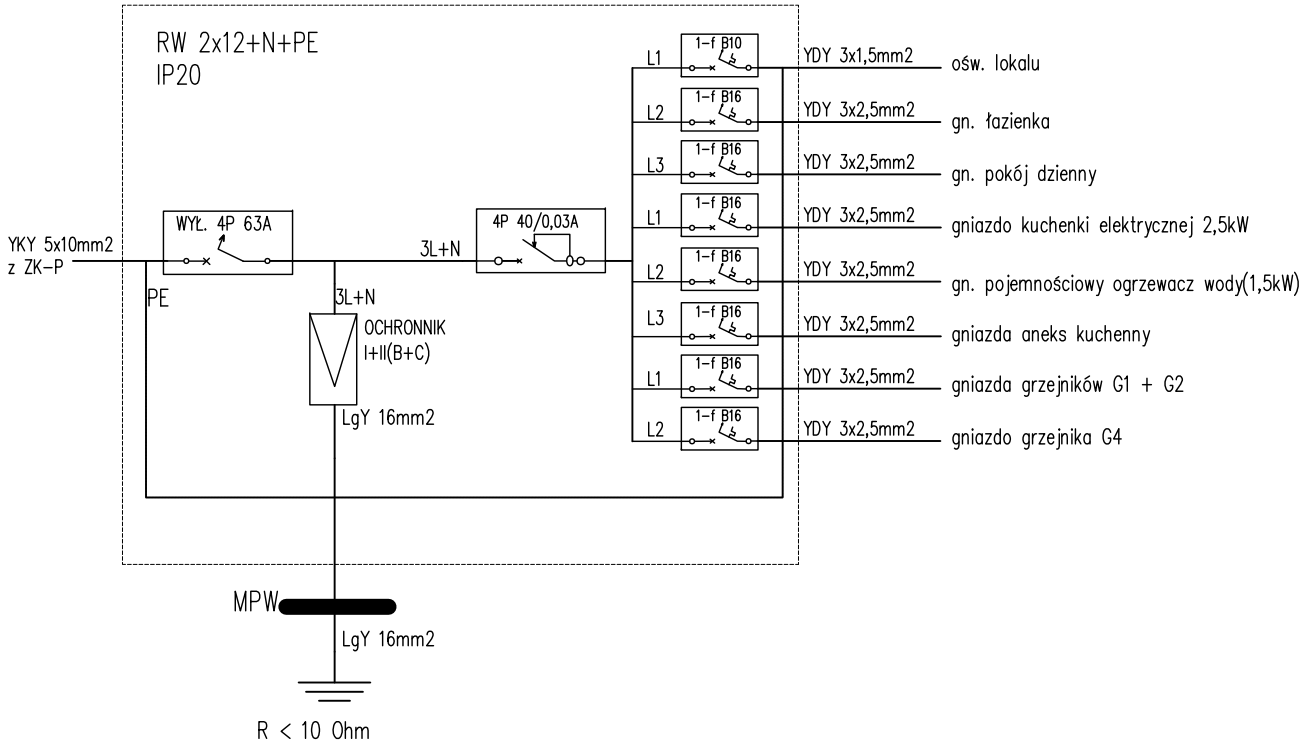 RW 2x12+N+PE
IP20
YKY 5x10mm2
z ZK-P
PE
WYŁ. 4P 63A
3L+N
OCHRONNIK
I+II(B+C)
LgY 16mm2
3L+N
4P 40/0,03A
L1
1-f B10
YDY 3x1,5mm2
ośw. lokalu
L2
1-f B16
YDY 3x2,5mm2
gn. łazienka
L3
1-f B16
YDY 3x2,5mm2
gn. pokój dzienny
L1
1-f B16
YDY 3x2,5mm2
gniazdo kuchenki elektrycznej 2,5kW
L2
1-f B16
YDY 3x2,5mm2
gn. pojemnościowy ogrzewacz wody(1,5kW)
L3
1-f B16
YDY 3x2,5mm2
gniazda aneks kuchenny
L1
1-f B16
YDY 3x2,5mm2
gniazda grzejników G1 + G2
L2
1-f B16
YDY 3x2,5mm2
gniazdo grzejnika G4
MPW
LgY 16mm2
R < 10 Ohm